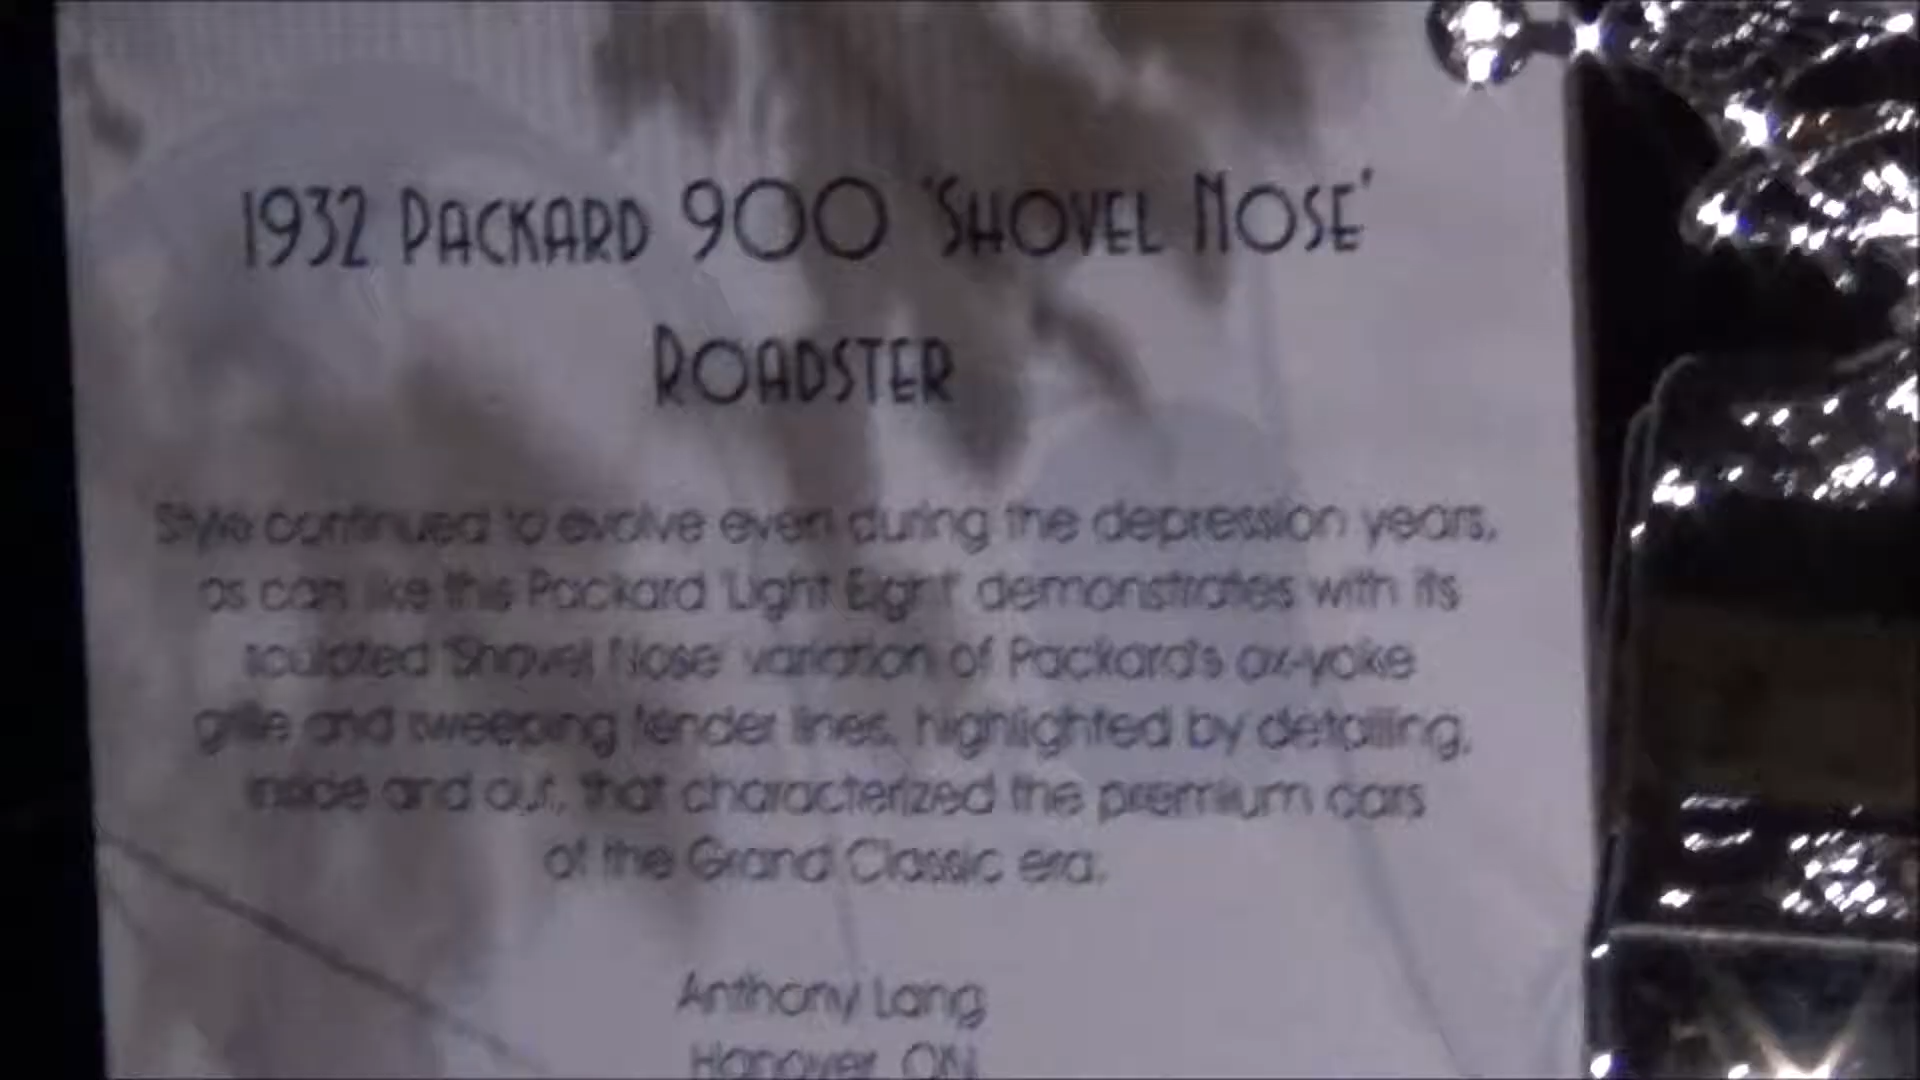 1932 PACKARD 900 'SHOVEL NOSE'
ROADSTER
Style continued to evolve even during the depression years,
as cars like this Packard 'Light Eight' demonstrates with its
sculpted 'Shovel Nose' variation of Packard's ox-yoke
grille and sweeping fender lines, highlighted by detailing,
inside and out, that characterized the premium cars
of the Grand Classic era.
Anthony Lang
Hanover, ON